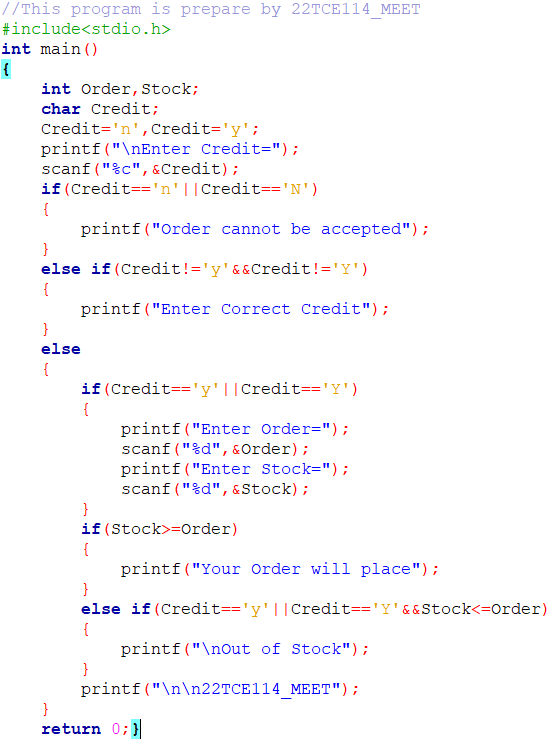 //This program is prepare by 22TCE114_MEET
#include<stdio.h>
int main()
{
    int Order,Stock;
    char Credit;
    Credit='n',Credit='y';
    printf("\nEnter Credit=");
    scanf("%c",&Credit);
    if(Credit=='n'||Credit=='N')
    {
        printf("Order cannot be accepted");
    }
    else if(Credit!='y'&&Credit!='Y')
    {
        printf("Enter Correct Credit");
    }
    else
    {
        if(Credit=='y'||Credit=='Y')
        {
            printf("Enter Order=");
            scanf("%d",&Order);
            printf("Enter Stock=");
            scanf("%d",&Stock);
        }
        if(Stock>=Order)
        {
            printf("Your Order will place");
        }
        else if(Credit=='y'||Credit=='Y'&&Stock<=Order)
        {
            printf("\nOut of Stock");
        }
        printf("\n\n22TCE114_MEET");
    }
    return 0;}